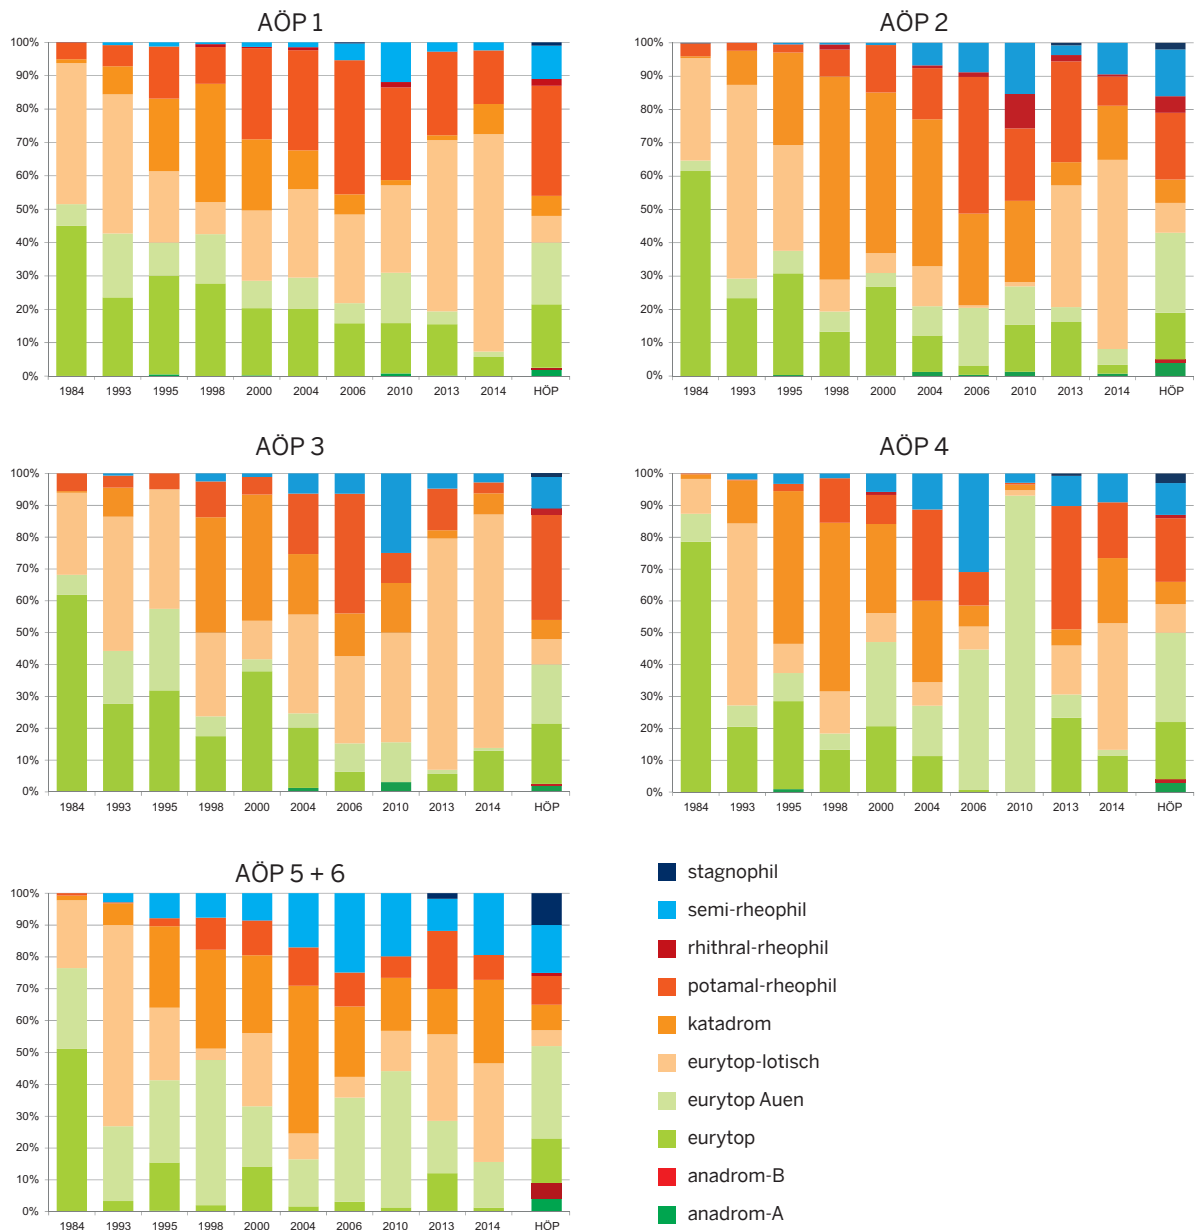 AÖP 1
100%
90%
80%
70%
60%
50%
40%
30%
20%
10%
0%
1984 1993 1995 1998 2000 2004 2006 2010 2013 2014 HÖP
AÖP 2
100%
90%
80%
70%
60%
50%
40%
30%
20%
10%
0%
1984 1993 1995 1998 2000 2004 2006 2010 2013 2014 HÖP
AÖP 3
100%
90%
80%
70%
60%
50%
40%
30%
20%
10%
0%
1984 1993 1995 1998 2000 2004 2006 2010 2013 2014 HÖP
AÖP 4
100%
90%
80%
70%
60%
50%
40%
30%
20%
10%
0%
1984 1993 1995 1998 2000 2004 2006 2010 2013 2014 HÖP
AÖP 5 + 6
100%
90%
80%
70%
60%
50%
40%
30%
20%
10%
0%
1984 1993 1995 1998 2000 2004 2006 2010 2013 2014 HÖP
stagnophil
semi-rheophil
rhithral-rheophil
potamal-rheophil
katadrom
eurytop-lotisch
eurytop Auen
eurytop
anadrom-B
anadrom-A